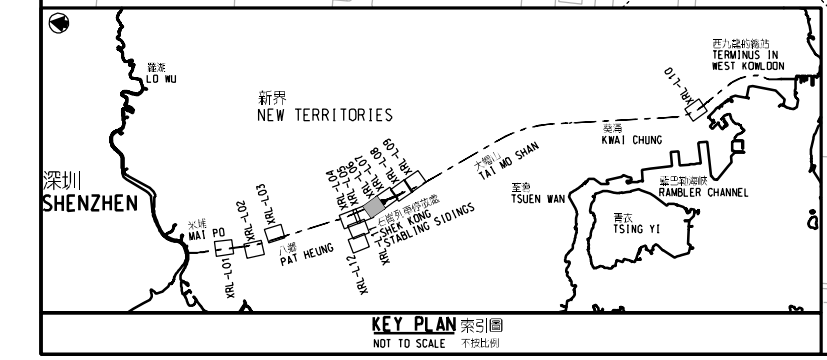 羅湖
LO WU
新界
NEW TERRITORIES
西九龍的總站
TERMINUS IN
WEST KOWLOON
XRL-L10
葵涌
KWAI CHUNG
大帽山
TAI MO SHAN
荃灣
TSUEN WAN
藍巴勒海峽
RAMBLER CHANNEL
青衣
TSING YI
深圳
SHENZHEN
米埔
MAI PO
XRL-L01
XRL-L02
XRL-L03
八鄉
PAT HEUNG
XRL-L04
XRL-L05
XRL-L07
XRL-L08
XRL-L09
石崗列車停放處
SHEK KONG
STABLING SIDINGS
XRL-L12
KEY PLAN 索引圖
NOT TO SCALE 不按比例